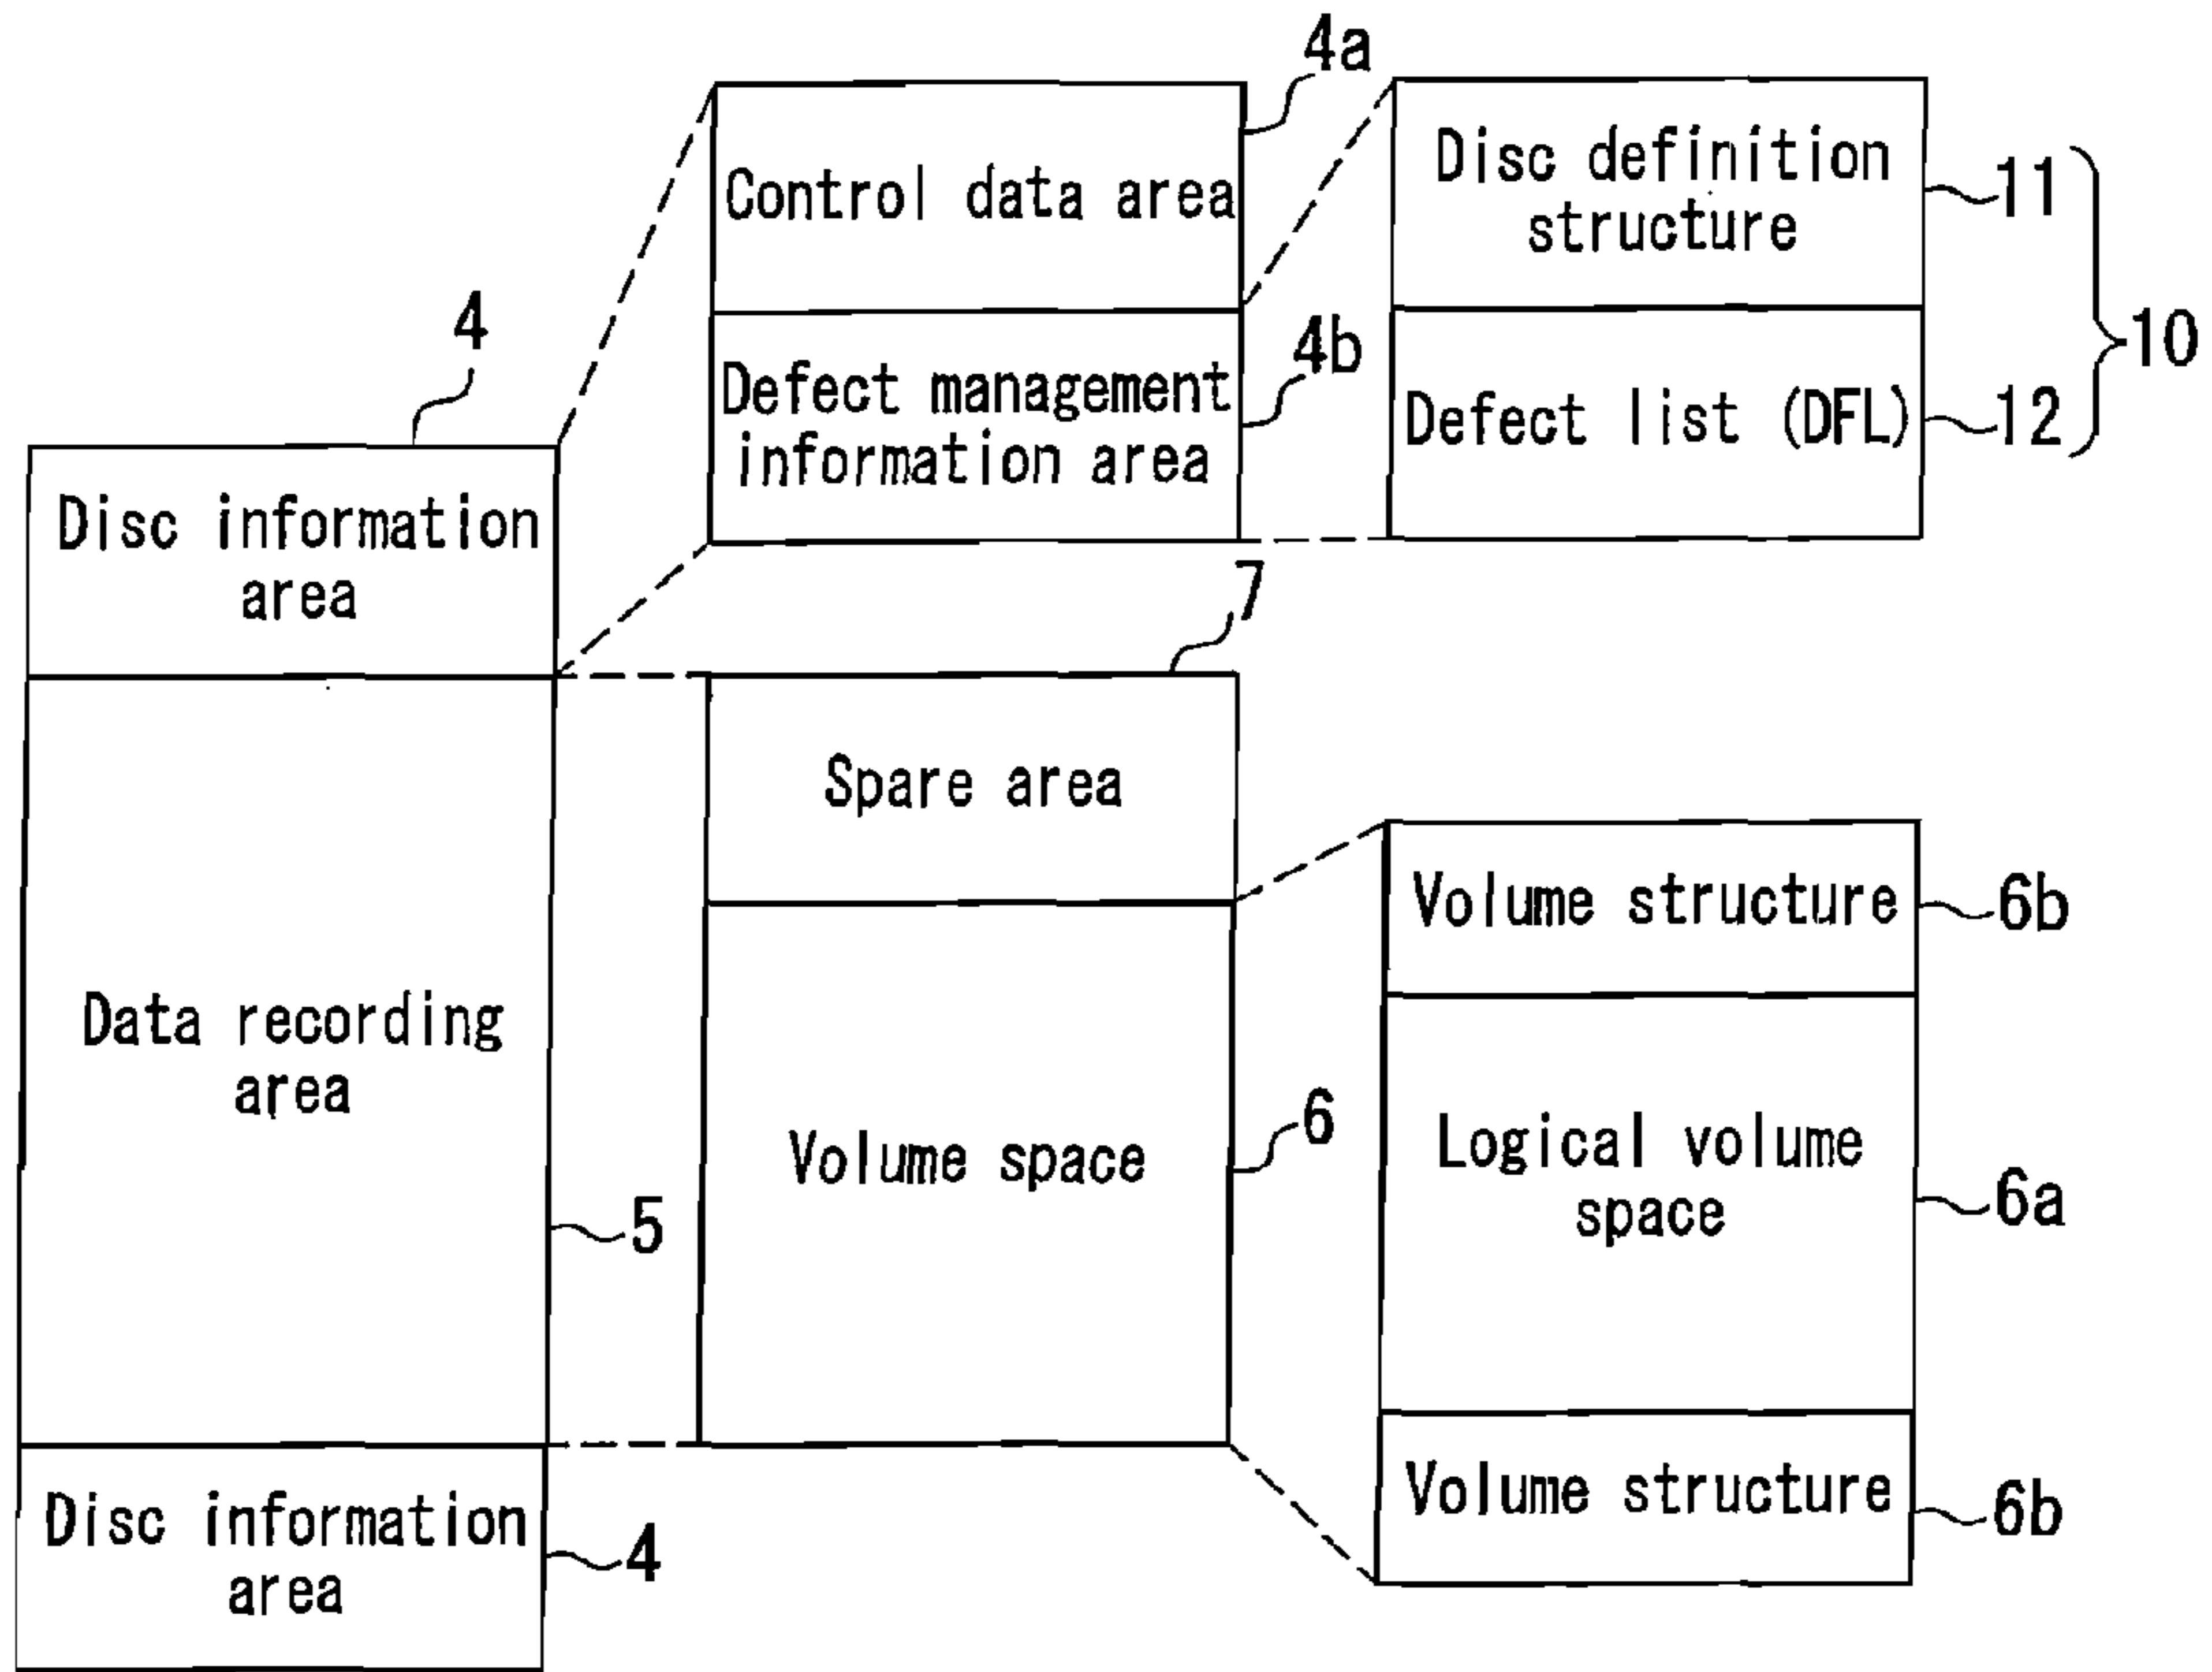 4a
Control data area
4b
Defect management
information area
Disc definition
structure
11
Defect list (DFL)
12
10
4
Disc information
area
Data recording
area
5
Disc information
area
4
7
Spare area
Volume space
6
Volume structure
6b
Logical volume
space
6a
Volume structure
6b